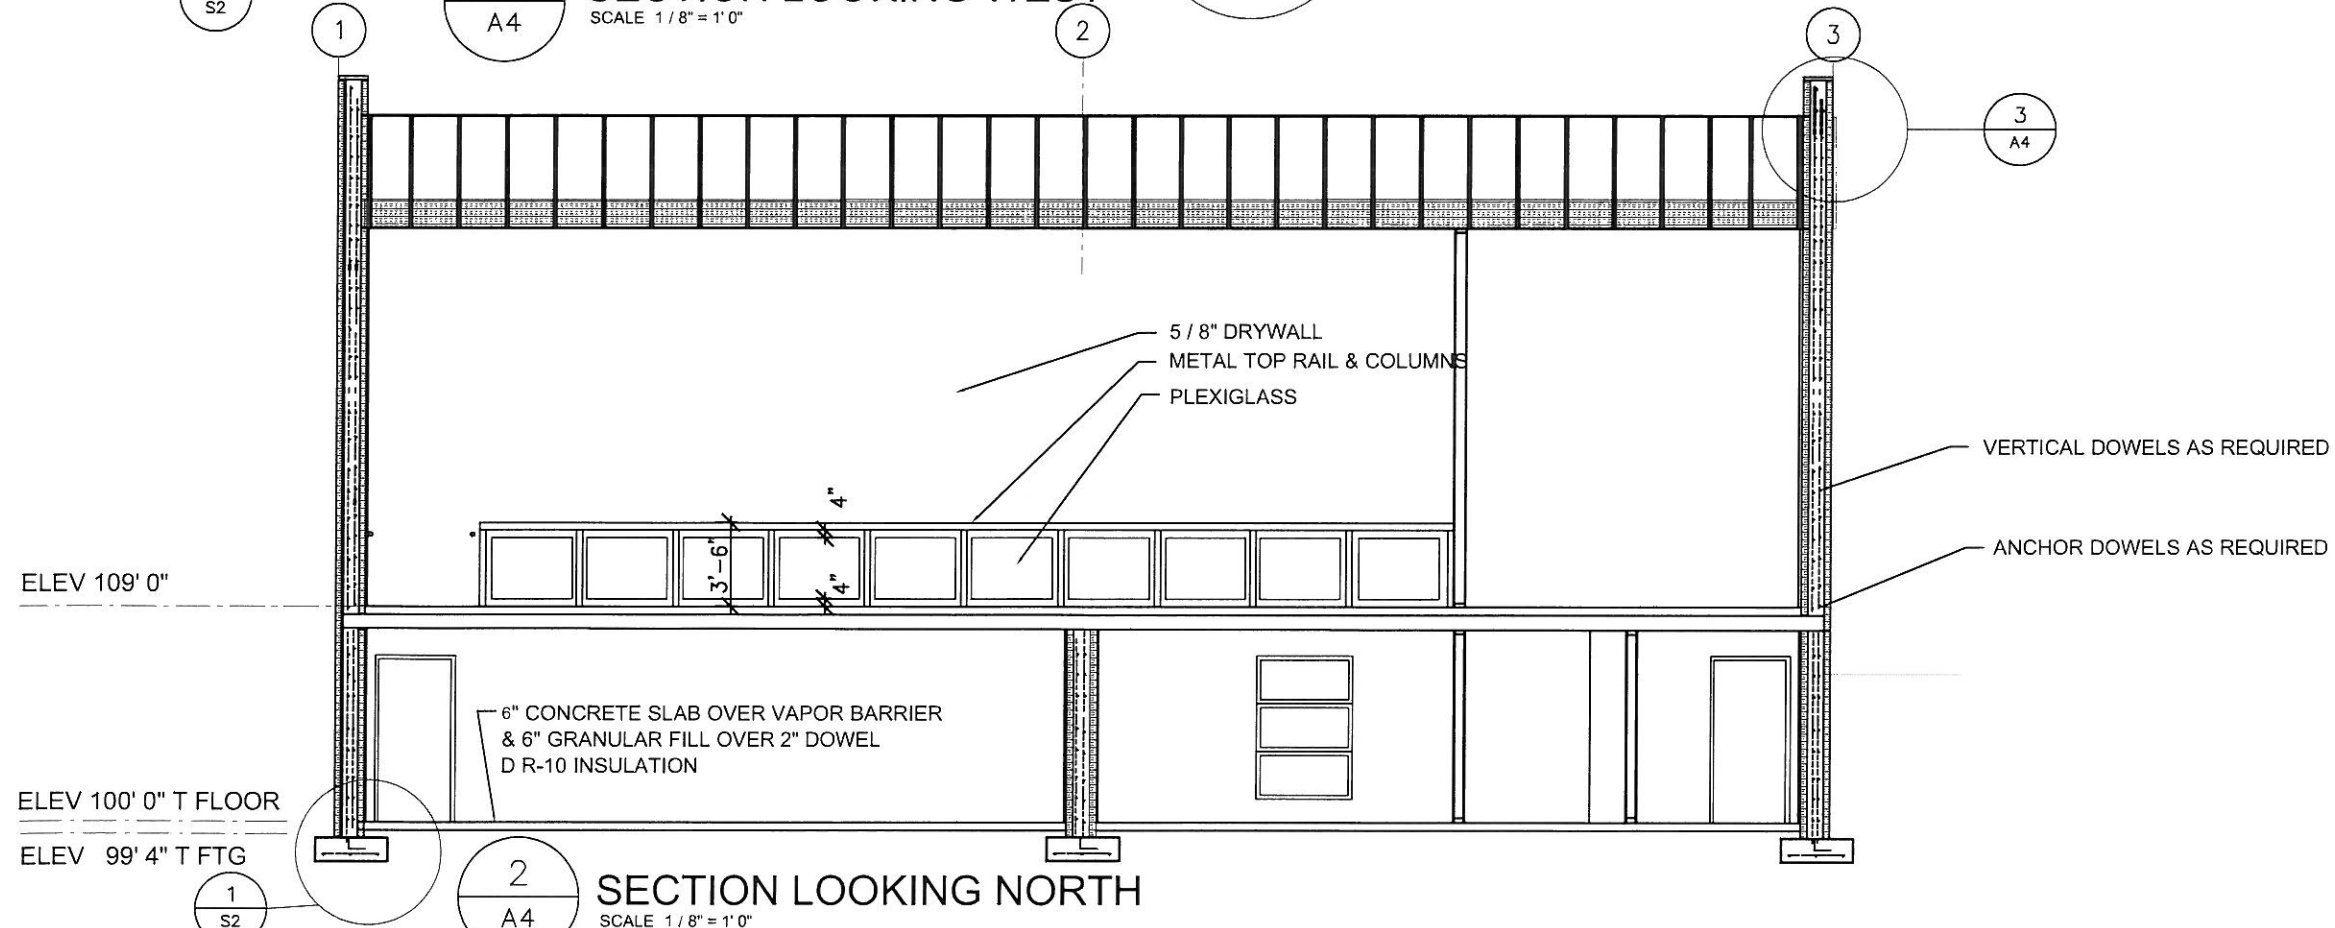 S2
A4
SECTION LOOKING WEST
SCALE 1 / 8" = 1' 0"
1
2
3
3
A4
5 / 8" DRYWALL
METAL TOP RAIL & COLUMNS
PLEXIGLASS
VERTICAL DOWELS AS REQUIRED
4"
3'-6"
4"
ANCHOR DOWELS AS REQUIRED
ELEV 109' 0"
6" CONCRETE SLAB OVER VAPOR BARRIER
& 6" GRANULAR FILL OVER 2" DOWEL
D R-10 INSULATION
ELEV 100' 0" T FLOOR
ELEV 99' 4" T FTG
1
S2
2
A4
SECTION LOOKING NORTH
SCALE 1 / 8" = 1' 0"